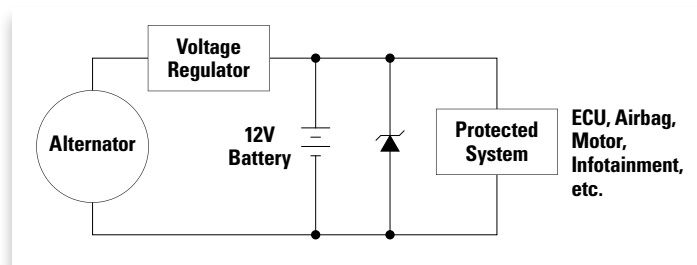 Voltage
Regulator
Alternator
12V
Battery
Protected
System
ECU, Airbag,
Motor,
Infotainment,
etc.